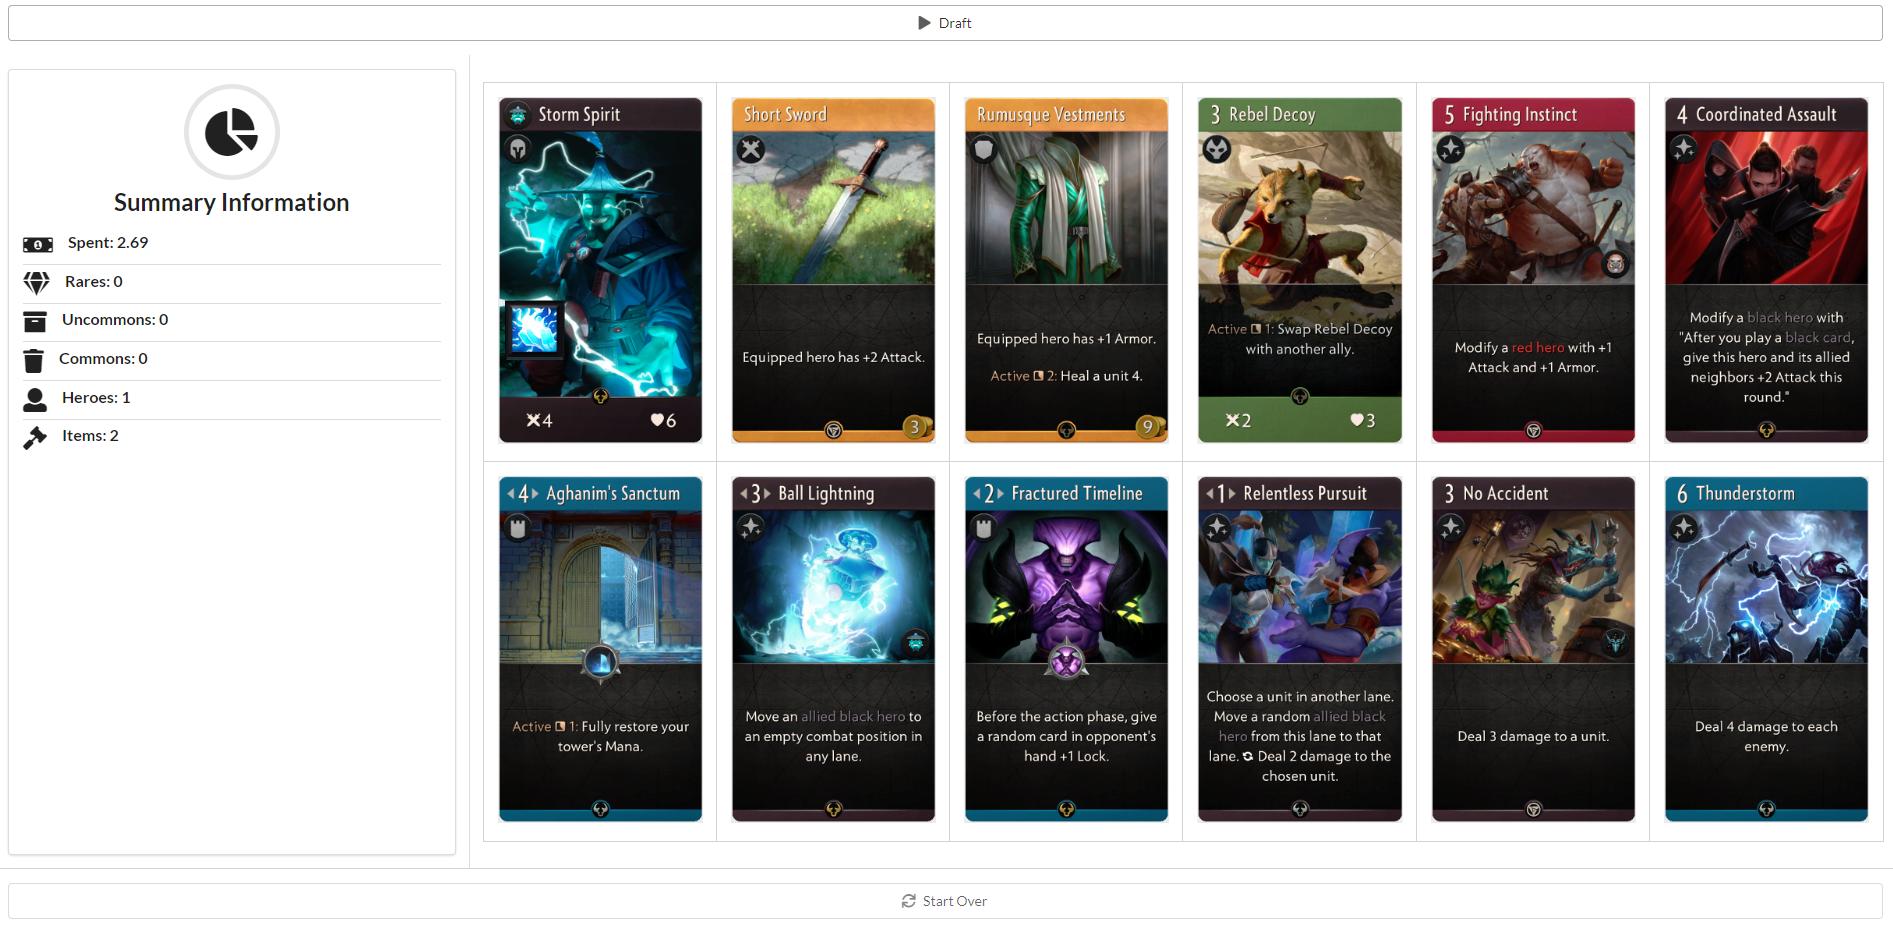 Draft
Summary Information
Spent: 2.69
Rares: 0
Uncommons: 0
Commons: 0
Heroes: 1
Items: 2
Storm Spirit
4
6
Short Sword
Equipped hero has +2 Attack.
3
Rumusque Vestments
Equipped hero has +1 Armor.
Active 2: Heal a unit 4.
9
3 Rebel Decoy
Active 1: Swap Rebel Decoy
with another ally.
2
3
5 Fighting Instinct
Modify a red hero with +1
Attack and +1 Armor.
4 Coordinated Assault
Modify a black hero with
"After you play a black card,
give this hero and its allied
neighbors +2 Attack this
round."
4 Aghanim's Sanctum
Active 1: Fully restore your
tower's Mana.
3 Ball Lightning
Move an allied black hero to
an empty combat position in
any lane.
2 Fractured Timeline
Before the action phase, give
a random card in opponent's
hand +1 Lock.
1 Relentless Pursuit
Choose a unit in another lane.
Move a random allied black
hero from this lane to that
lane. Deal 2 damage to the
chosen unit.
3 No Accident
Deal 3 damage to a unit.
6 Thunderstorm
Deal 4 damage to each
enemy.
Start Over